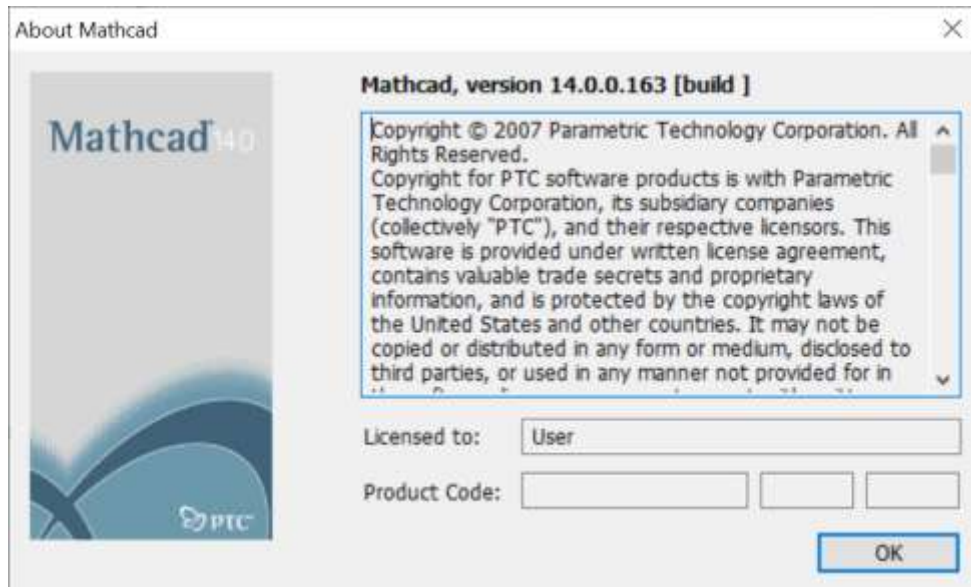 About Mathcad
Mathcad 14.0
Mathcad, version 14.0.0.163 [build ]
Copyright © 2007 Parametric Technology Corporation. All
Rights Reserved.
Copyright for PTC software products is with Parametric
Technology Corporation, its subsidiary companies
(collectively "PTC"), and their respective licensors. This
software is provided under written license agreement,
contains valuable trade secrets and proprietary
information, and is protected by the copyright laws of
the United States and other countries. It may not be
copied or distributed in any form or medium, disclosed to
third parties, or used in any manner not provided for in
Licensed to:
User
Product Code:
PTC
OK